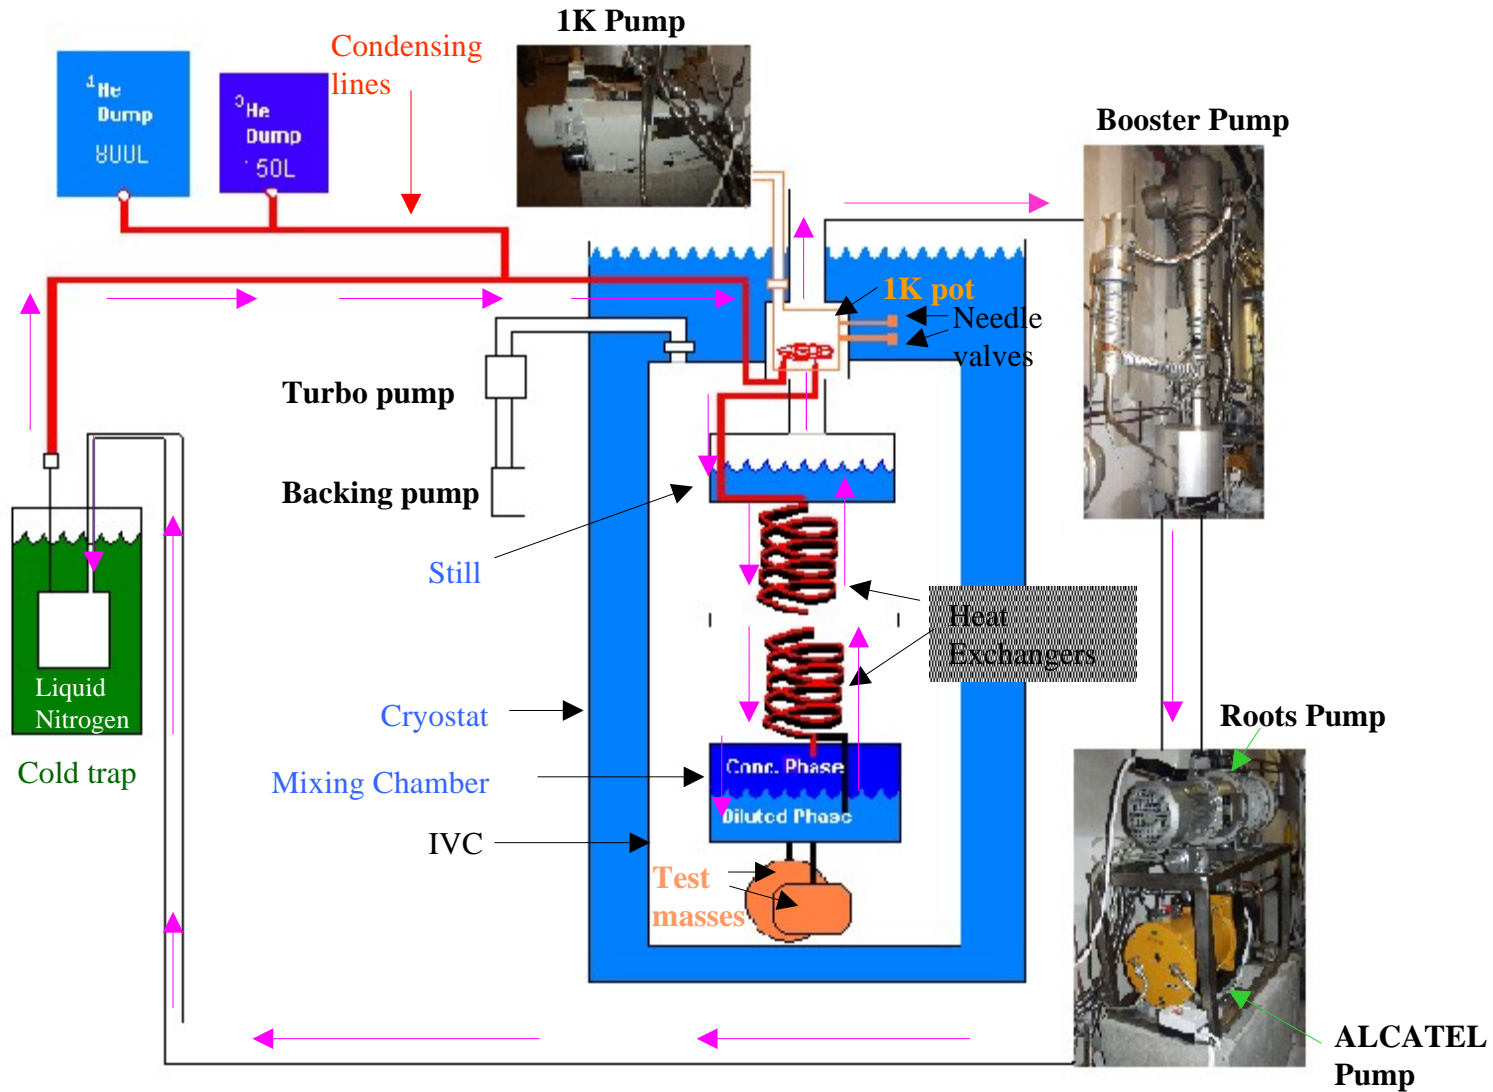 1K Pump
Condensing
lines
4He
Dump
800L
3He
Dump
50L
Booster Pump
1K pot
Needle
valves
Turbo pump
Backing pump
Still
Heat
Exchangers
Liquid
Nitrogen
Cold trap
Cryostat
Mixing Chamber
Conc. Phase
Diluted Phase
IVC
Test
masses
Roots Pump
ALCATEL
Pump